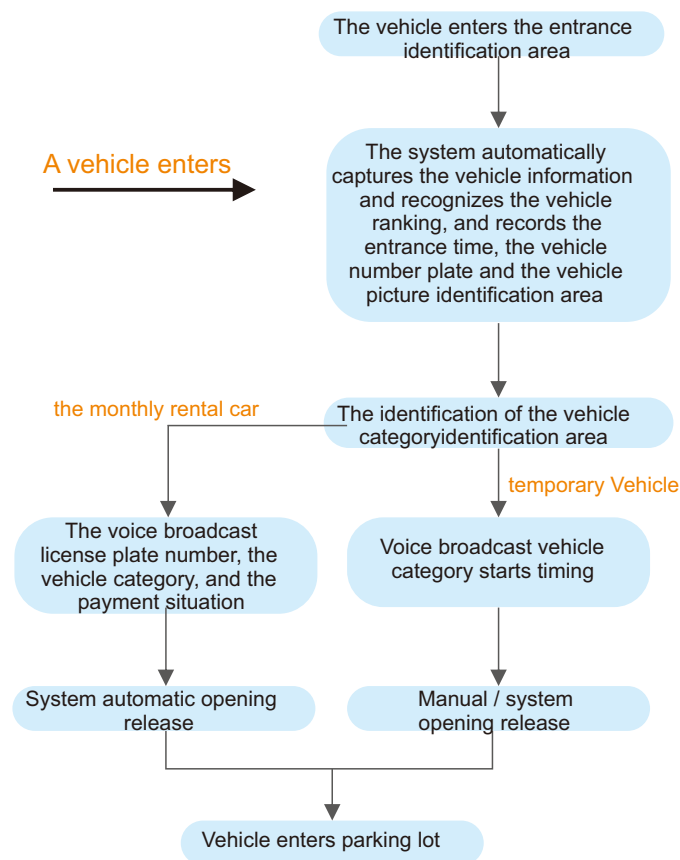 The vehicle enters the entrance
identification area
A vehicle enters
The system automatically
captures the vehicle information
and recognizes the vehicle
ranking, and records the
entrance time, the vehicle
number plate and the vehicle
picture identification area
the monthly rental car
The identification of the vehicle
categoryidentification area
temporary Vehicle
The voice broadcast
license plate number, the
vehicle category, and the
payment situation
Voice broadcast vehicle
category starts timing
System automatic opening
release
Manual / system
opening release
Vehicle enters parking lot